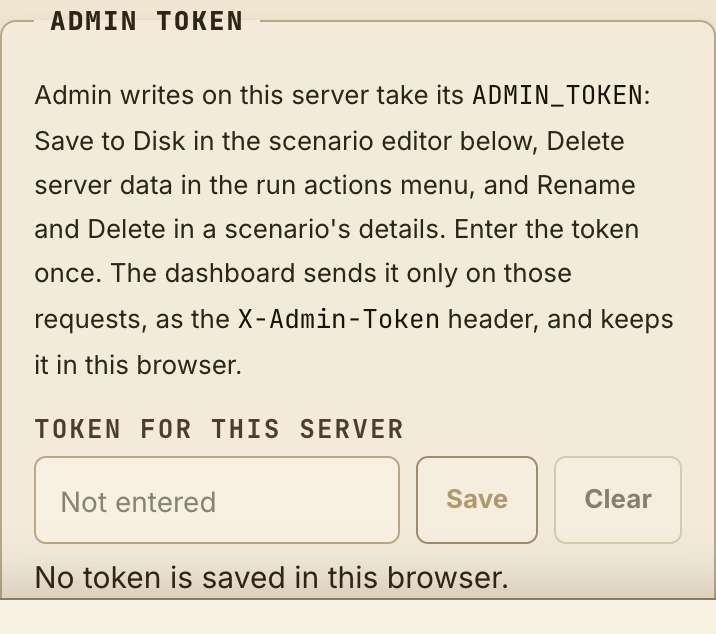 ADMIN TOKEN
Admin writes on this server take its ADMIN_TOKEN:
Save to Disk in the scenario editor below, Delete
server data in the run actions menu, and Rename
and Delete in a scenario's details. Enter the token
once. The dashboard sends it only on those
requests, as the X-Admin-Token header, and keeps
it in this browser.
TOKEN FOR THIS SERVER
Not entered
Save
Clear
No token is saved in this browser.